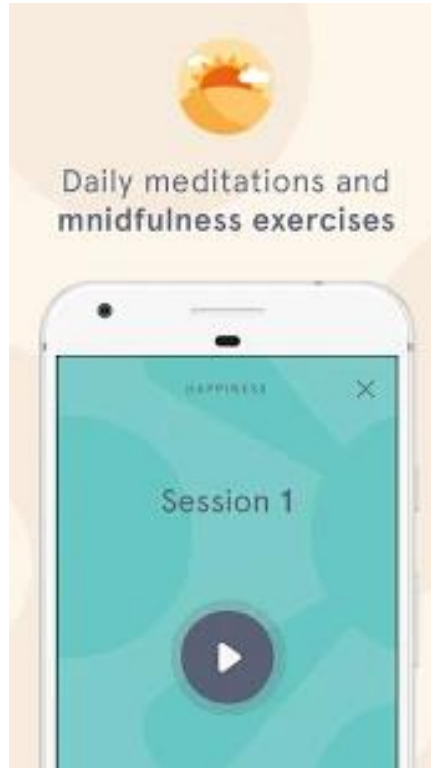 Daily meditations and
mnidfulness exercises
HAPPINESS
Session 1